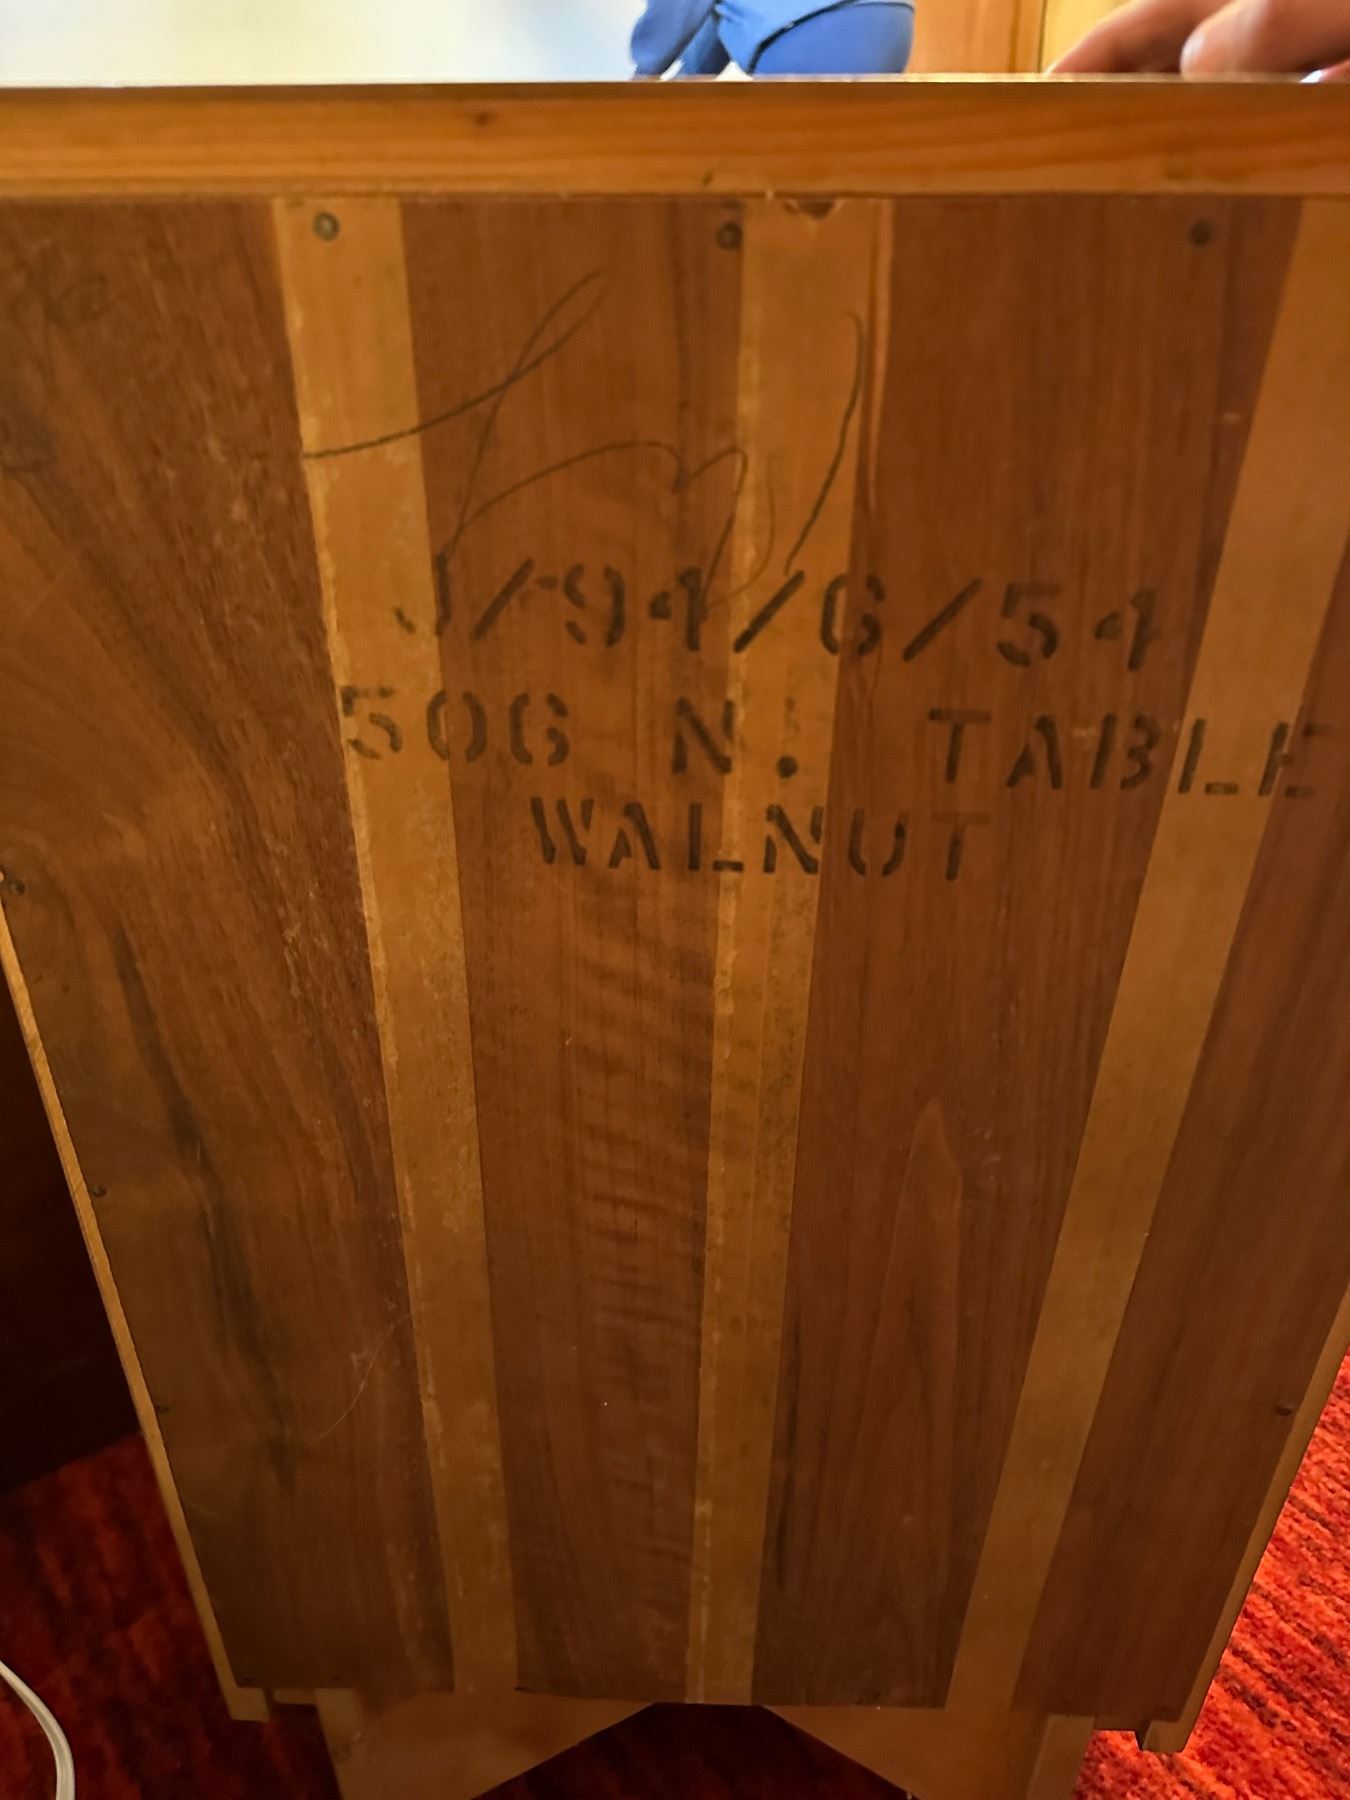 J/94/6/54
506 N. TABLE
WALNUT